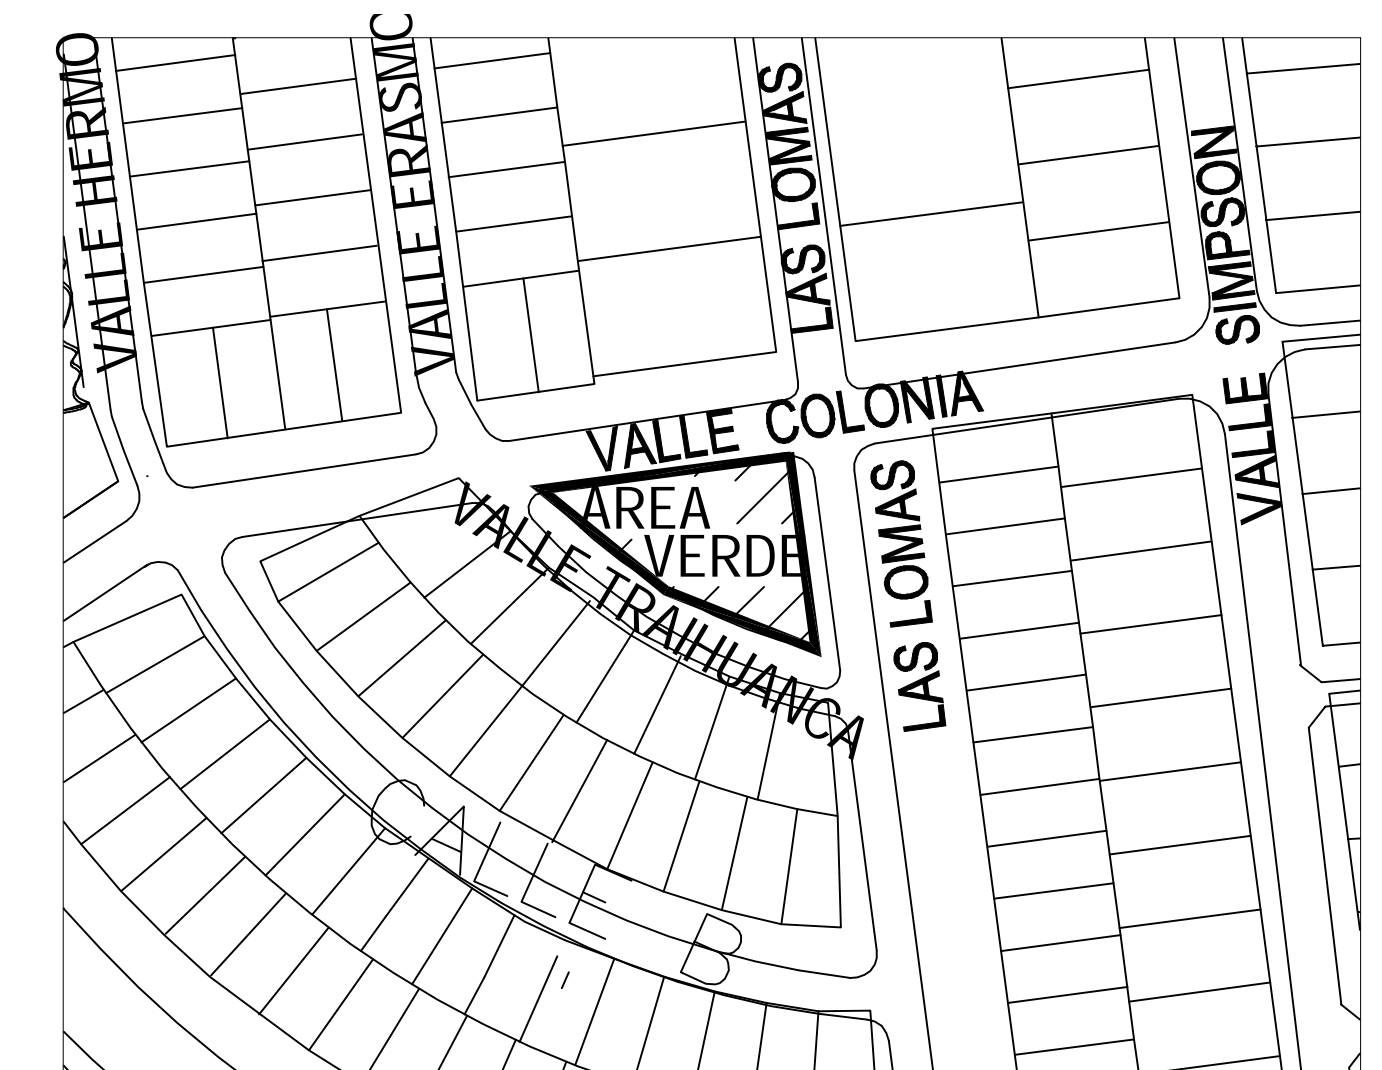 VALLE HERMO
VALLE ERASMO
LAS LOMAS
VALLE SIMPSON
VALLE COLONIA
AREA
VERDE
VALLE TRAIHUANCA
LAS LOMAS
CALLE B